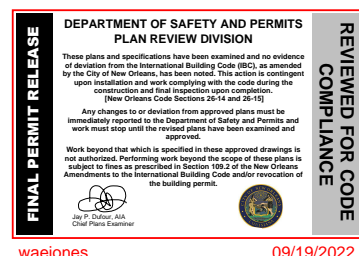 FINAL PERMIT RELEASE
DEPARTMENT OF SAFETY AND PERMITS
PLAN REVIEW DIVISION
These plans and specifications have been examined and no evidence
of deviation from the International Building Code (IBC), as amended
by the City of New Orleans, has been noted. This action is contingent
upon installation and work complying with the code during the
construction and final inspection upon completion.
[New Orleans Code Sections 26-14 and 26-15]
Any changes to or deviation from approved plans must be
immediately reported to the Department of Safety and Permits and
work must stop until the revised plans have been examined and
approved.
Work beyond that which is specified in these approved drawings is
not authorized. Performing work beyond the scope of these plans is
subject to fines as prescribed in Section 109.2 of the New Orleans
Amendments to the International Building Code and/or revocation of
the building permit.
Jay P. Dufour, AIA
Chief Plans Examiner
REVIEWED FOR CODE
COMPLIANCE
waejones
09/19/2022